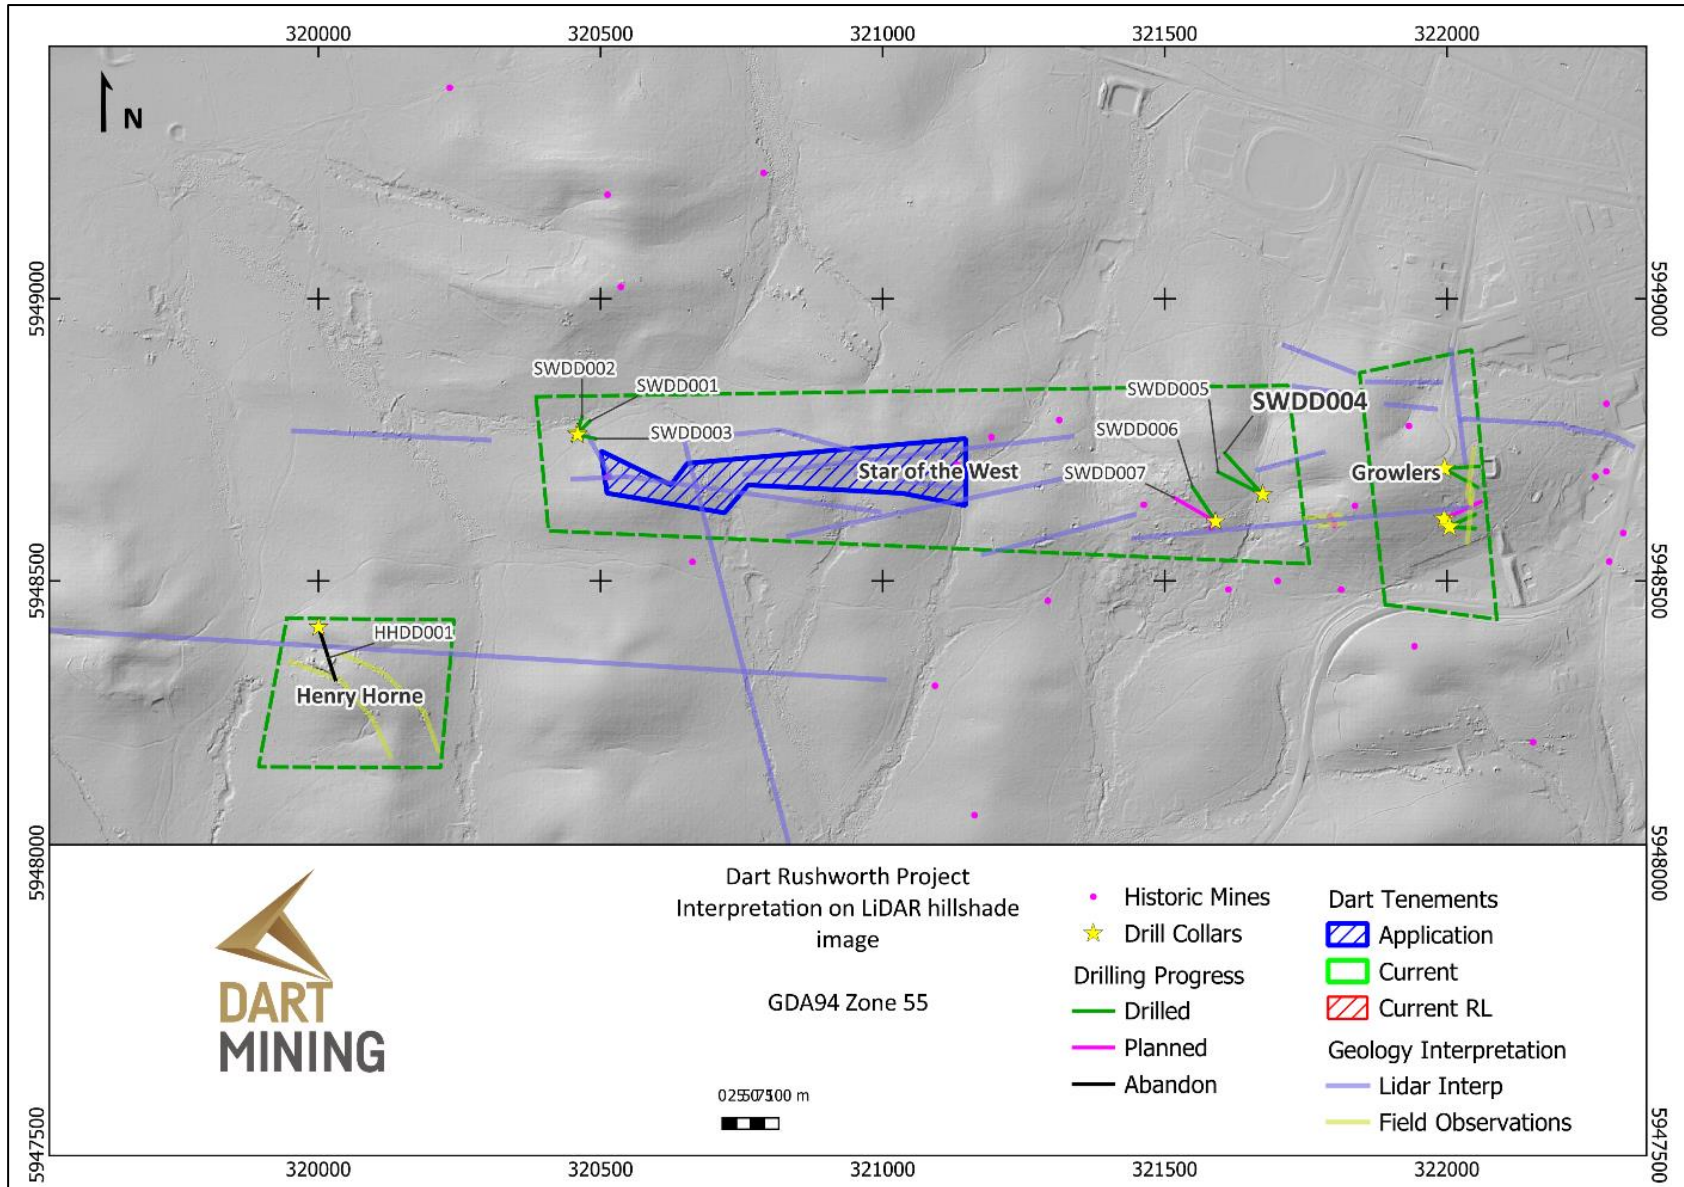 320000
320500
321000
321500
322000
N
5949000
5949000
SWDD002
SWDD001
SWDD005
SWDD004
SWDD003
SWDD006
Star of the West
SWDD007
Growlers
5948500
5948500
HHDD001
Henry Horne
5948000
5948000
Dart Rushworth Project
Interpretation on LiDAR hillshade
image
GDA94 Zone 55
DART
MINING
Historic Mines
Drill Collars
Drilling Progress
Drilled
Planned
Abandon
Dart Tenements
Application
Current
Current RL
Geology Interpretation
Lidar Interp
Field Observations
5947500
5947500
320000
320500
321000
321500
322000